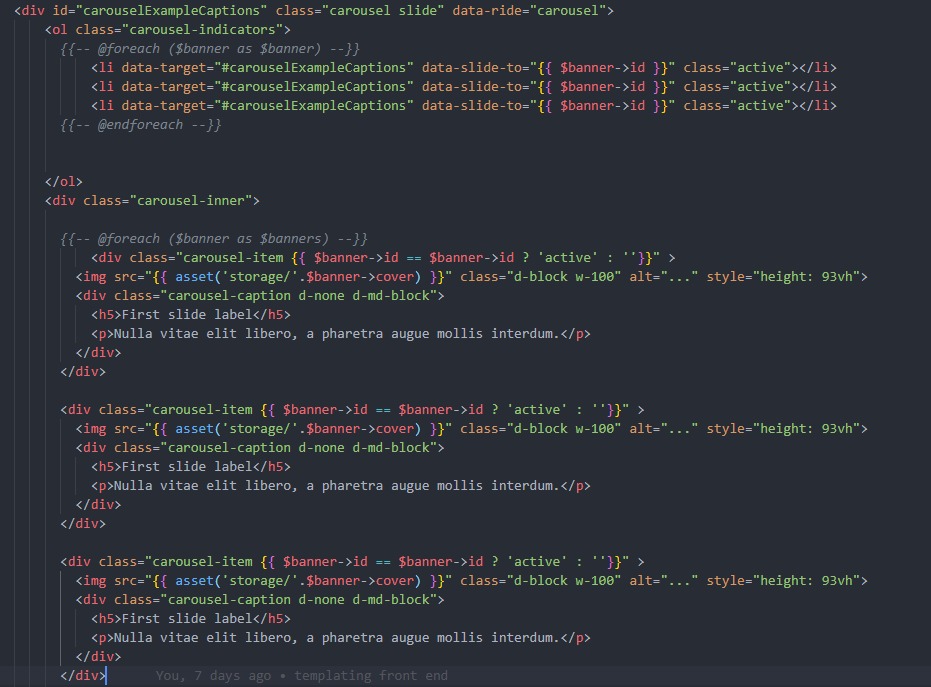 <div id="carouselExampleCaptions" class="carousel slide" data-ride="carousel">
<ol class="carousel-indicators">
{{-- @foreach ($banner as $banner) --}}
<li data-target="#carouselExampleCaptions" data-slide-to="{{ $banner->id }}" class="active"></li>
<li data-target="#carouselExampleCaptions" data-slide-to="{{ $banner->id }}" class="active"></li>
<li data-target="#carouselExampleCaptions" data-slide-to="{{ $banner->id }}" class="active"></li>
{{-- @endforeach --}}
</ol>
<div class="carousel-inner">
{{-- @foreach ($banner as $banners) --}}
<div class="carousel-item {{ $banner->id == $banner->id ? 'active' : ''}}" >
<img src="{{ asset('storage/'.$banner->cover) }}" class="d-block w-100" alt="..." style="height: 93vh">
<div class="carousel-caption d-none d-md-block">
<h5>First slide label</h5>
<p>Nulla vitae elit libero, a pharetra augue mollis interdum.</p>
</div>
</div>
<div class="carousel-item {{ $banner->id == $banner->id ? 'active' : ''}}" >
<img src="{{ asset('storage/'.$banner->cover) }}" class="d-block w-100" alt="..." style="height: 93vh">
<div class="carousel-caption d-none d-md-block">
<h5>First slide label</h5>
<p>Nulla vitae elit libero, a pharetra augue mollis interdum.</p>
</div>
</div>
<div class="carousel-item {{ $banner->id == $banner->id ? 'active' : ''}}" >
<img src="{{ asset('storage/'.$banner->cover) }}" class="d-block w-100" alt="..." style="height: 93vh">
<div class="carousel-caption d-none d-md-block">
<h5>First slide label</h5>
<p>Nulla vitae elit libero, a pharetra augue mollis interdum.</p>
</div>
</div> You, 7 days ago • templating front end